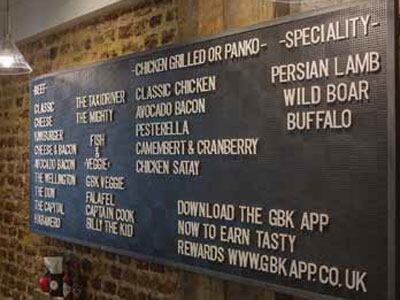 -BEEF-
CLASSIC
CHEESE
KIWIBURGER
CHEESE & BACON
AVOCADO BACON
THE WELLINGTON
THE DON
THE CAPITAL
HABANERO
THE TAXIDRIVER
THE MIGHTY
FISH
&
-VEGGIE-
GBK VEGGIE
FALAFEL
CAPTAIN COOK
BILLY THE KID
-CHICKEN GRILLED OR PANKO-
CLASSIC CHICKEN
AVOCADO BACON
PESTERELLA
CAMEMBERT & CRANBERRY
CHICKEN SATAY
-SPECIALITY-
PERSIAN LAMB
WILD BOAR
BUFFALO
DOWNLOAD THE GBK APP
NOW TO EARN TASTY
REWARDS WWW.GBKAPP.CO.UK